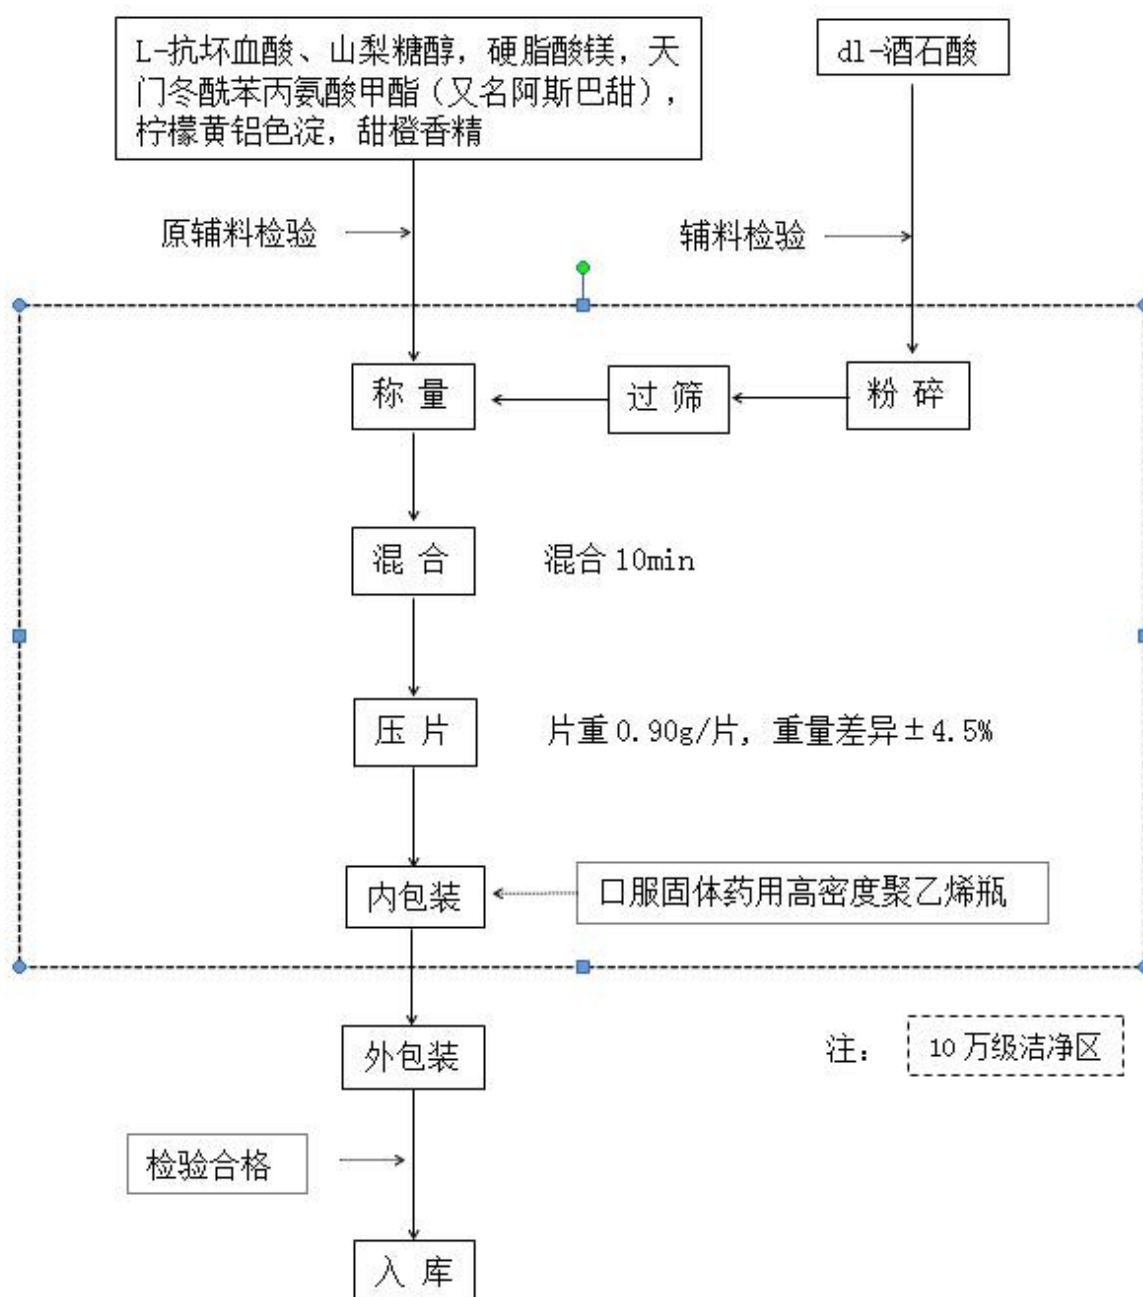 L-抗坏血酸、山梨糖醇，硬脂酸镁，天
门冬酰苯丙氨酸甲酯（又名阿斯巴甜），
柠檬黄铝色淀，甜橙香精
dl-酒石酸
原辅料检验
辅料检验
称 量
过 筛
粉 碎
混 合
混合 10min
压 片
片重 0.90g/片，重量差异±4.5%
内包装
口服固体药用高密度聚乙烯瓶
外包装
注：
10 万级洁净区
检验合格
入 库